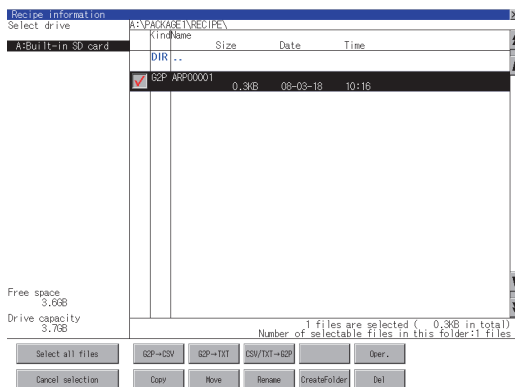 Recipe information
Select drive
A:\PACKAGE1\RECIPE\
A:Built-in SD card
Kind Name
Size Date Time
DIR ..
G2P ARP00001
0.3KB 08-03-18 10:16
Free space
3.6GB
Drive capacity
3.7GB
1 files are selected ( 0.3KB in total)
Number of selectable files in this folder:1 files
Select all files G2P→CSV G2P→TXT CSV/TXT→G2P Oper.
Cancel selection Copy Move Rename CreateFolder Del